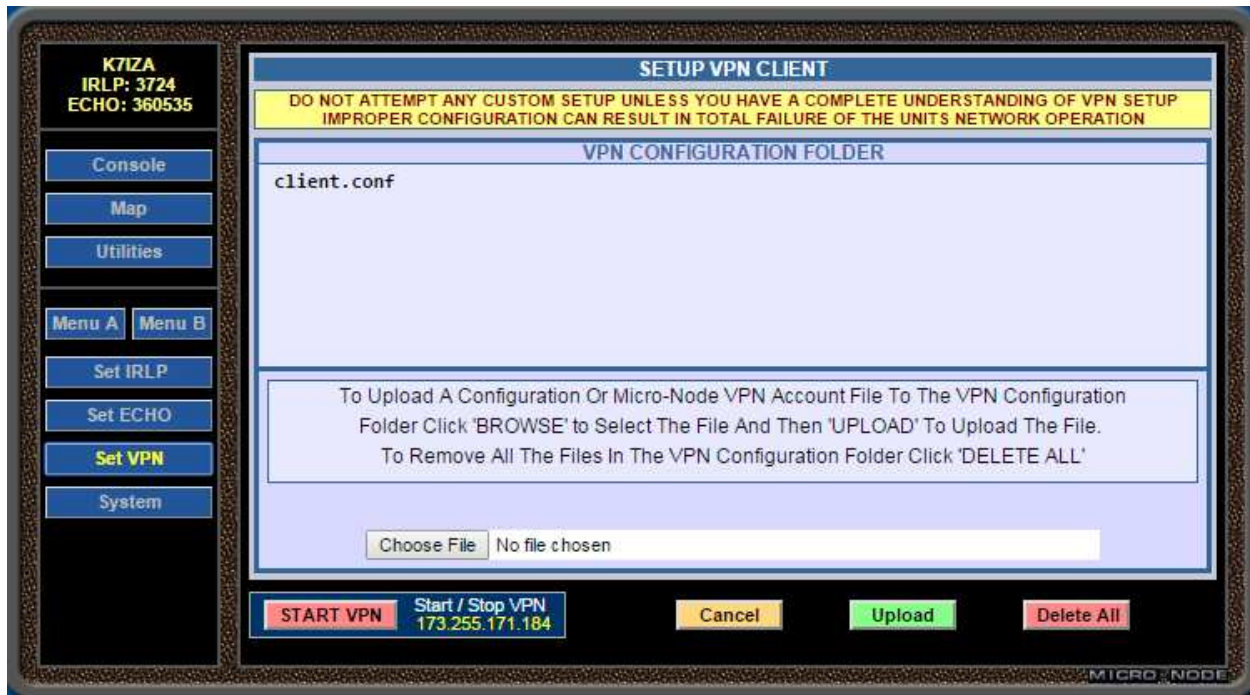 K7IZA
IRLP: 3724
ECHO: 360535
Console
Map
Utilities
Menu A Menu B
Set IRLP
Set ECHO
Set VPN
System
SETUP VPN CLIENT
DO NOT ATTEMPT ANY CUSTOM SETUP UNLESS YOU HAVE A COMPLETE UNDERSTANDING OF VPN SETUP
IMPROPER CONFIGURATION CAN RESULT IN TOTAL FAILURE OF THE UNITS NETWORK OPERATION
VPN CONFIGURATION FOLDER
client.conf
To Upload A Configuration Or Micro-Node VPN Account File To The VPN Configuration
Folder Click 'BROWSE' to Select The File And Then 'UPLOAD' To Upload The File.
To Remove All The Files In The VPN Configuration Folder Click 'DELETE ALL'
Choose File No file chosen
START VPN Start / Stop VPN
173.255.171.184
Cancel Upload Delete All
MICRO-NODE